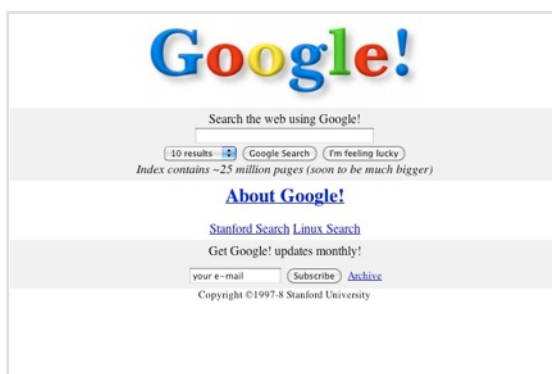 Google!
Search the web using Google!
10 results Google Search I'm feeling lucky
Index contains ~25 million pages (soon to be much bigger)
About Google!
Stanford Search Linux Search
Get Google! updates monthly!
your e-mail Subscribe Archive
Copyright ©1997-8 Stanford University